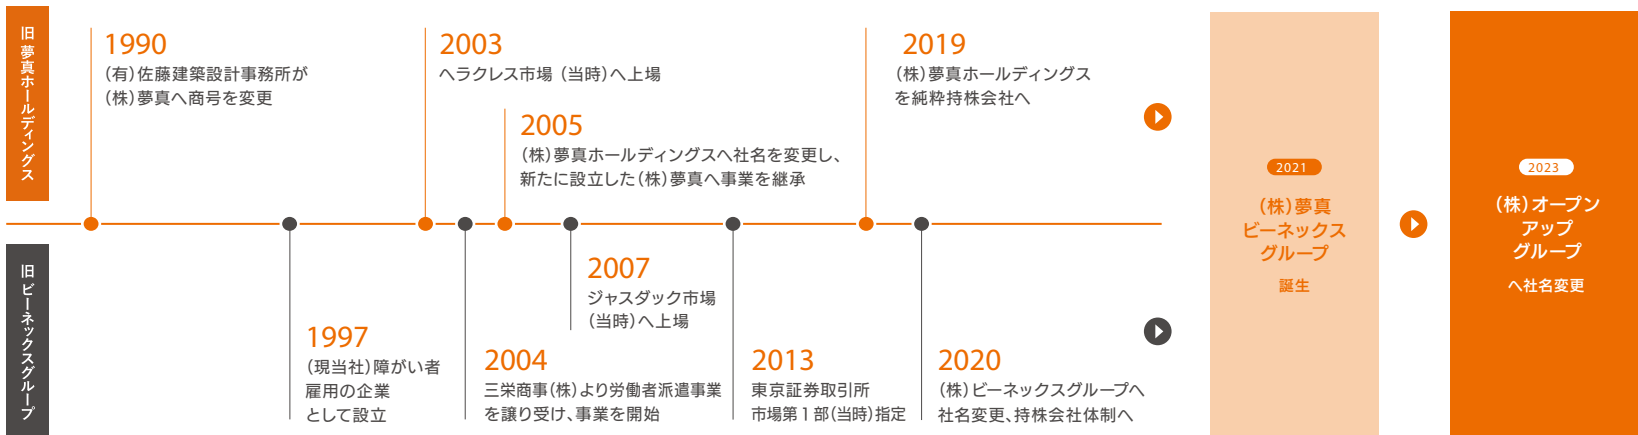 旧 夢真ホールディングス
1990
（有）佐藤建築設計事務所が
（株）夢真へ商号を変更
2003
ヘラクレス市場（当時）へ上場
2005
（株）夢真ホールディングスへ社名を変更し、
新たに設立した（株）夢真へ事業を継承
2019
（株）夢真ホールディングス
を純粋持株会社へ
旧 ビーネックスグループ
1997
（現当社）障がい者
雇用の企業
として設立
2004
三栄商事（株）より労働者派遣事業
を譲り受け、事業を開始
2007
ジャスダック市場
（当時）へ上場
2013
東京証券取引所
市場第1部（当時）指定
2020
（株）ビーネックスグループへ
社名変更、持株会社体制へ
2021
（株）夢真
ビーネックス
グループ
誕生
2023
（株）オープン
アップ
グループ
へ社名変更